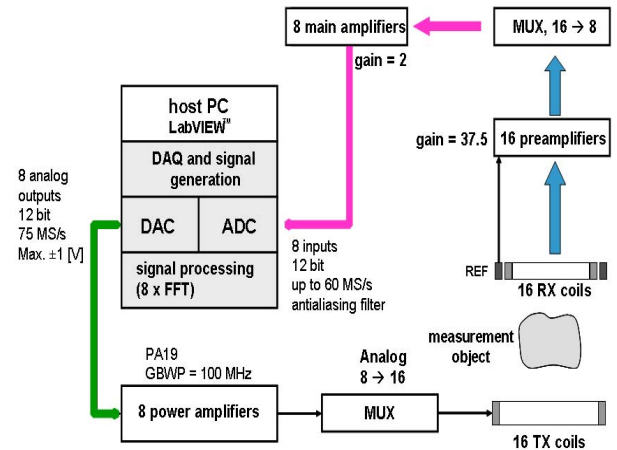 8 main amplifiers
MUX, 16 → 8
gain = 2
host PC
LabVIEW™
gain = 37.5
16 preamplifiers
DAQ and signal
generation
8 analog
outputs
12 bit
75 MS/s
Max. ±1 [V]
DAC
ADC
8 inputs
12 bit
up to 60 MS/s
antialiasing filter
signal processing
(8 x FFT)
REF
16 RX coils
measurement
object
PA19
GBWP = 100 MHz
Analog
8 → 16
8 power amplifiers
MUX
16 TX coils